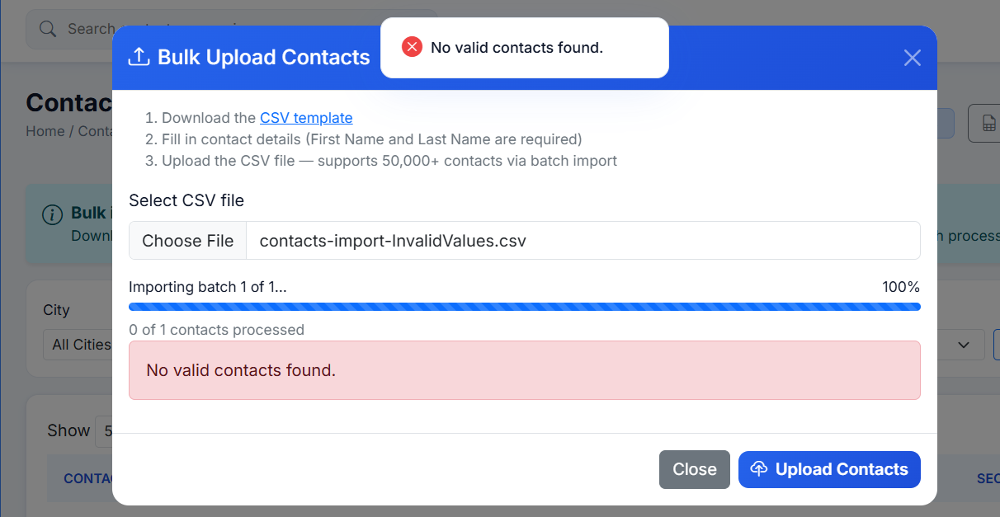 Search
No valid contacts found.
Bulk Upload Contacts
Contac
Home / Conta
1. Download the CSV template
2. Fill in contact details (First Name and Last Name are required)
3. Upload the CSV file — supports 50,000+ contacts via batch import
Select CSV file
Bulk
Downl
h process
Choose File contacts-import-InvalidValues.csv
Importing batch 1 of 1... 100%
City
0 of 1 contacts processed
All Cities
No valid contacts found.
Show 5
Close Upload Contacts
CONTA
SEC